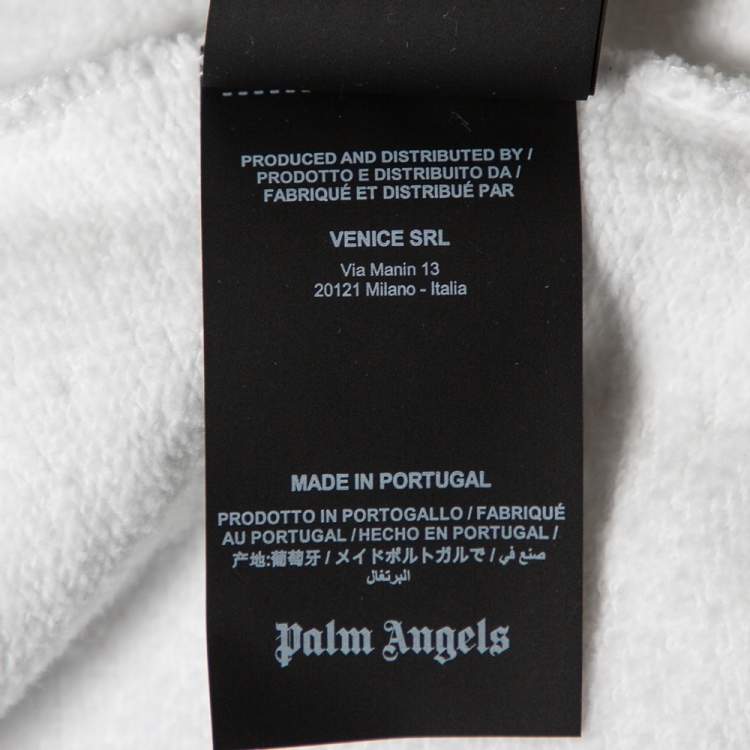 PRODUCED AND DISTRIBUTED BY /
PRODOTTO E DISTRIBUITO DA /
FABRIQUÉ ET DISTRIBUÉ PAR
VENICE SRL
Via Manin 13
20121 Milano - Italia
MADE IN PORTUGAL
PRODOTTO IN PORTOGALLO / FABRIQUÉ
AU PORTUGAL / HECHO EN PORTUGAL /
产地:葡萄牙 / メイドポルトガルで / صنع في
البرتغال
Palm Angels